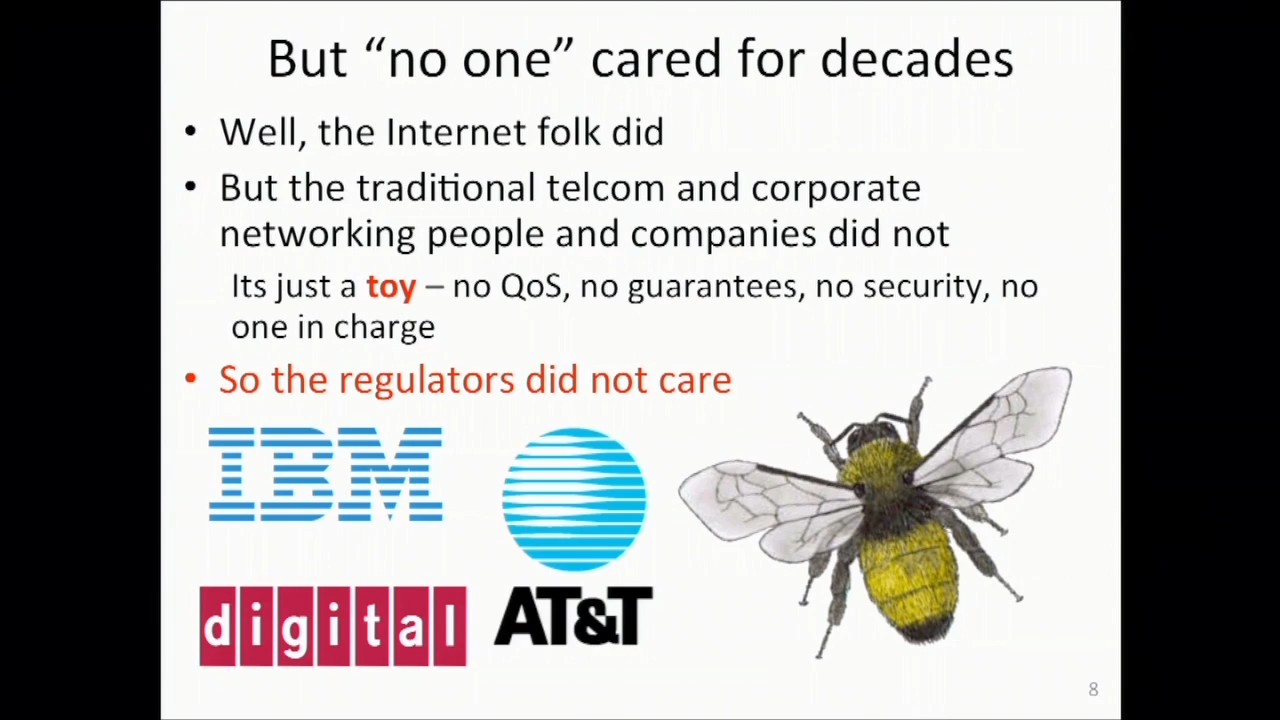 But “no one” cared for decades
• Well, the Internet folk did
• But the traditional telcom and corporate
networking people and companies did not
Its just a toy – no QoS, no guarantees, no security, no
one in charge
• So the regulators did not care
IBM
digital
AT&T
8